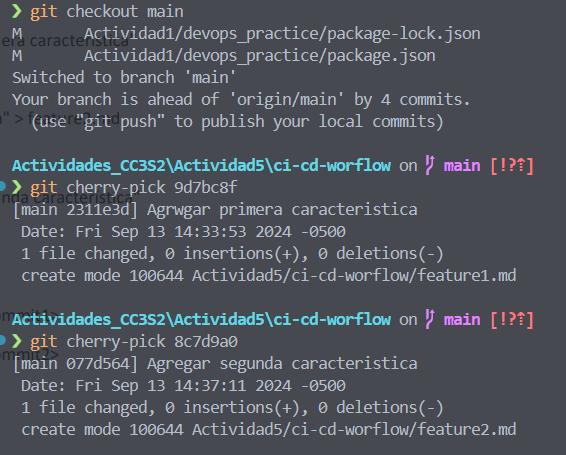 ❯ git checkout main
M       Actividad1/devops_practice/package-lock.json
M       Actividad1/devops_practice/package.json
Switched to branch 'main'
Your branch is ahead of 'origin/main' by 4 commits.
  (use "git push" to publish your local commits)
Actividades_CC3S2\Actividad5\ci-cd-worflow on main [!?⇡]
❯ git cherry-pick 9d7bc8f
[main 2311e3d] Agrwgar primera caracteristica
 Date: Fri Sep 13 14:33:53 2024 -0500
 1 file changed, 0 insertions(+), 0 deletions(-)
 create mode 100644 Actividad5/ci-cd-worflow/feature1.md
Actividades_CC3S2\Actividad5\ci-cd-worflow on main [!?⇡]
❯ git cherry-pick 8c7d9a0
[main 077d564] Agregar segunda caracteristica
 Date: Fri Sep 13 14:37:11 2024 -0500
 1 file changed, 0 insertions(+), 0 deletions(-)
 create mode 100644 Actividad5/ci-cd-worflow/feature2.md